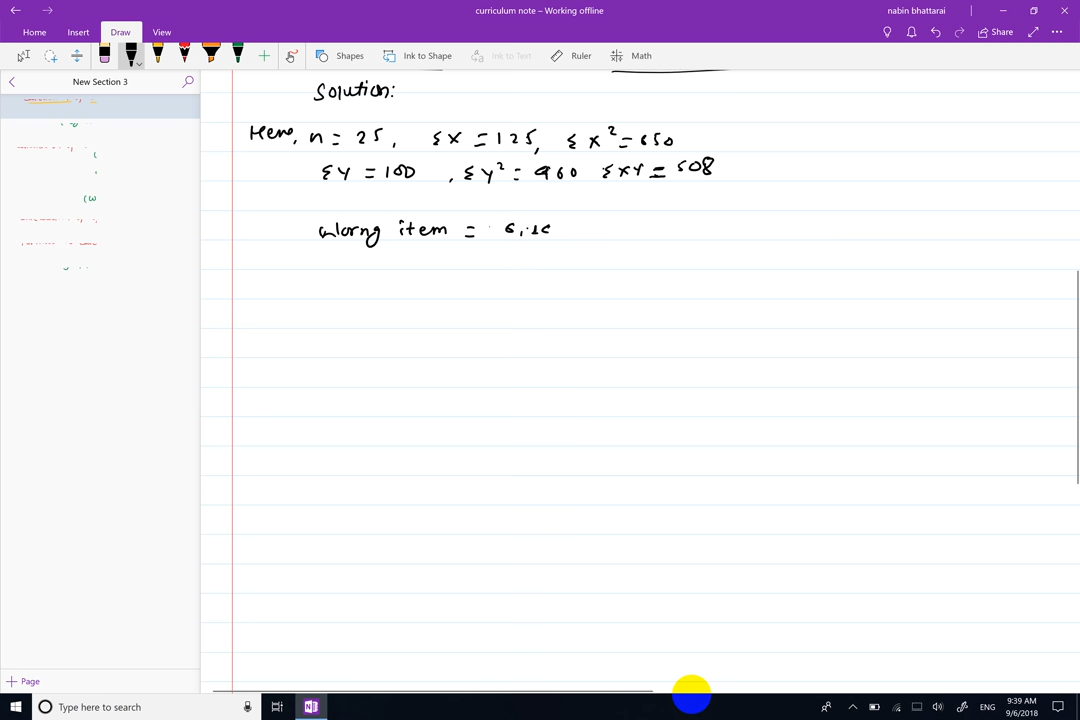 curriculum note – Working offline
nabin bhattarai
Home Insert Draw View
Share
Shapes Ink to Shape Ink to Text Ruler Math
New Section 3
Solution:
Here, n = 25, Σx = 125, Σx² = 650
Σy = 100 , Σy² = 960 Σxy = 508
item =
Page
Type here to search
ENG
9:39 AM
9/6/2018